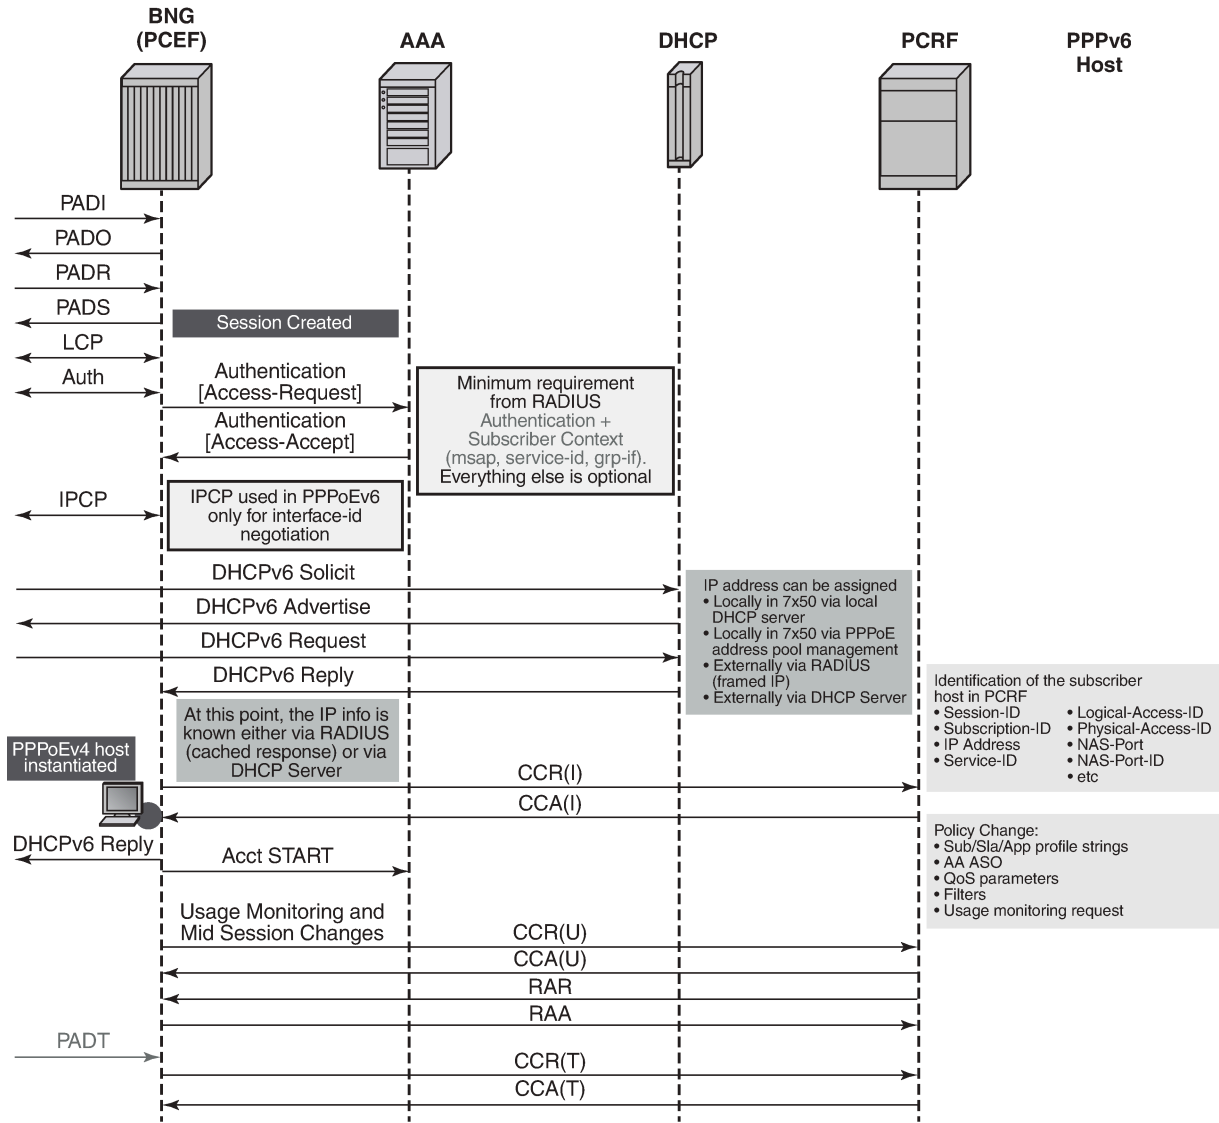 BNG
(PCEF)
AAA
DHCP
PCRF
PPPv6
Host
PADI
PADO
PADR
PADS
Session Created
LCP
Auth
Authentication
[Access-Request]
Authentication
[Access-Accept]
Minimum requirement
from RADIUS
Authentication +
Subscriber Context
(msap, service-id, grp-if).
Everything else is optional
IPCP
IPCP used in PPPoEv6
only for interface-id
negotiation
DHCPv6 Solicit
DHCPv6 Advertise
DHCPv6 Request
DHCPv6 Reply
IP address can be assigned
• Locally in 7x50 via local
DHCP server
• Locally in 7x50 via PPPoE
address pool management
• Externally via RADIUS
(framed IP)
• Externally via DHCP Server
Identification of the subscriber
host in PCRF
• Session-ID
• Subscription-ID
• IP Address
• Service-ID
• Logical-Access-ID
• Physical-Access-ID
• NAS-Port
• NAS-Port-ID
• etc
At this point, the IP info is
known either via RADIUS
(cached response) or via
DHCP Server
PPPoEv4 host
instantiated
CCR(I)
CCA(I)
DHCPv6 Reply
Acct START
Policy Change:
• Sub/Sla/App profile strings
• AA ASO
• QoS parameters
• Filters
• Usage monitoring request
Usage Monitoring and
Mid Session Changes
CCR(U)
CCA(U)
RAR
RAA
PADT
CCR(T)
CCA(T)